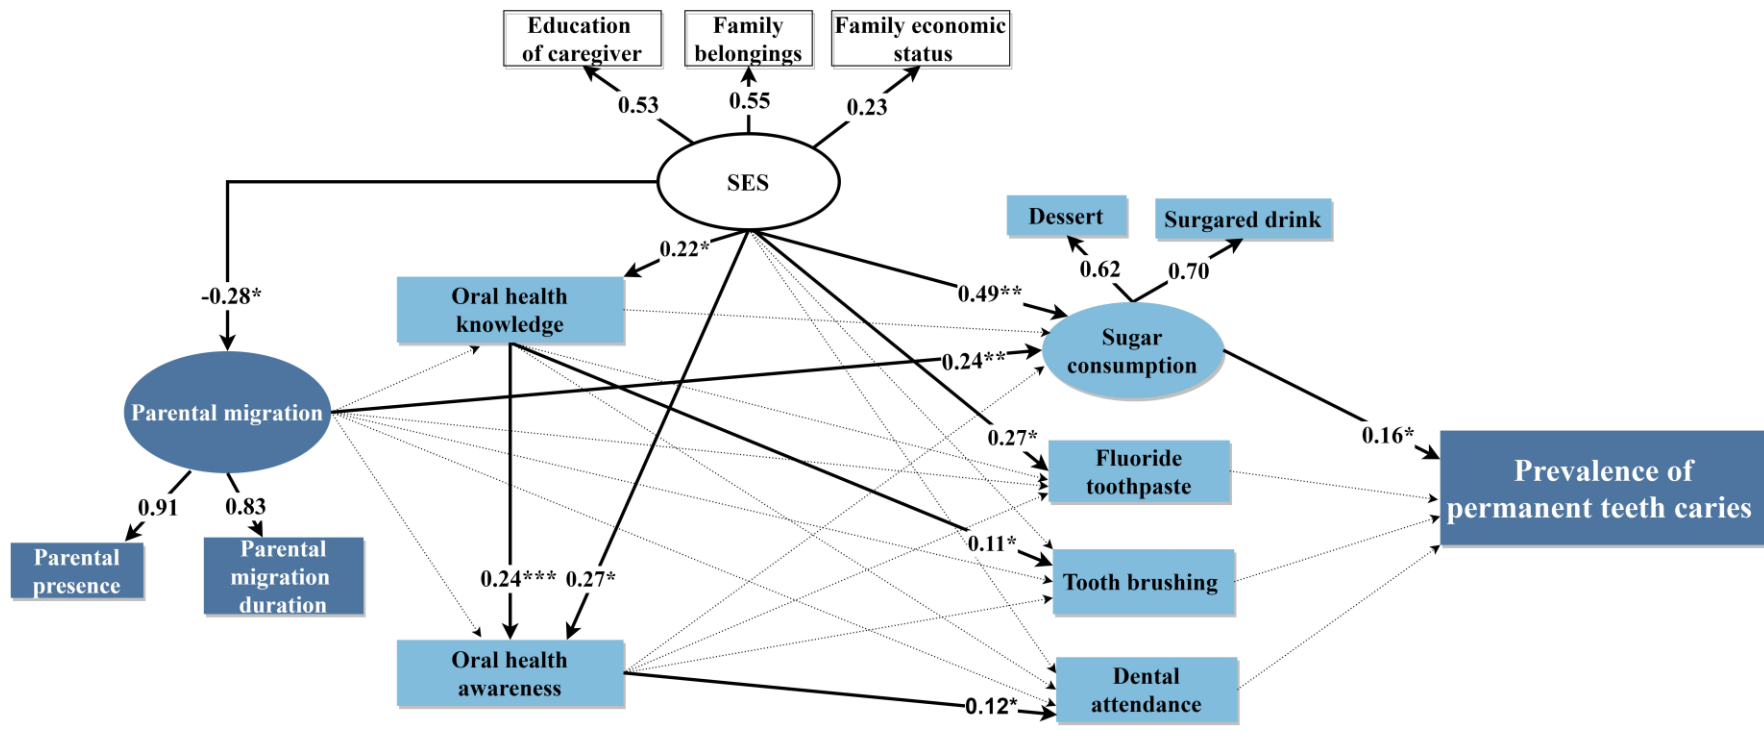 Education
of caregiver
Family
belongings
Family economic
status
0.53
0.55
0.23
SES
Dessert
Surgared drink
0.22*
0.62
0.70
-0.28*
Oral health
knowledge
0.49**
Sugar
consumption
0.24**
Parental migration
0.27*
0.16*
Fluoride
toothpaste
Prevalence of
permanent teeth caries
0.91
0.83
Parental
presence
Parental
migration
duration
0.11*
0.24***
0.27*
Tooth brushing
Oral health
awareness
Dental
attendance
0.12*